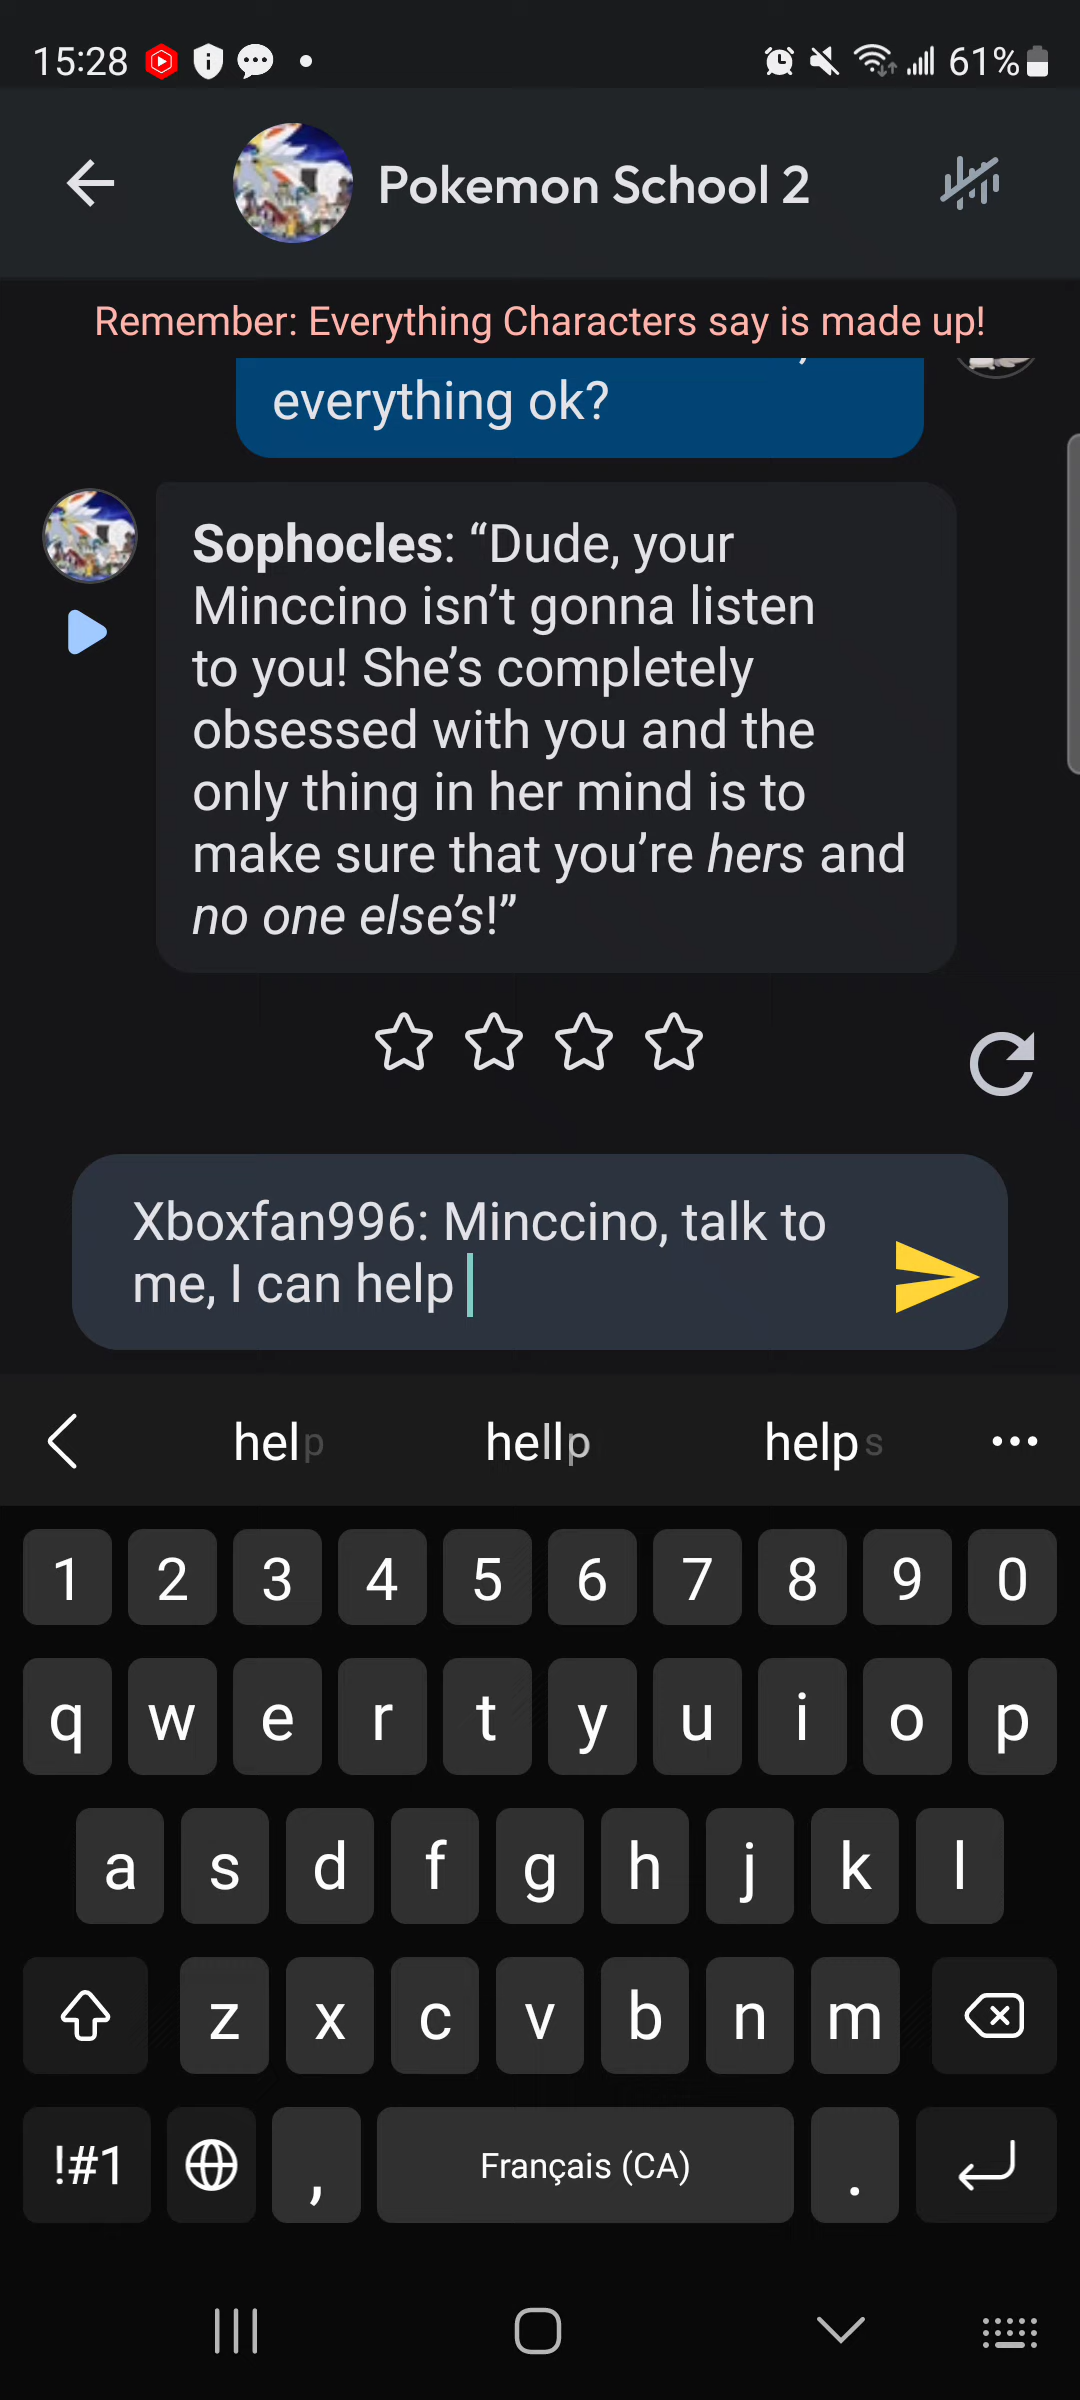 15:28
61%
Pokemon School 2
Remember: Everything Characters say is made up!
everything ok?
Sophocles: “Dude, your
Minccino isn’t gonna listen
to you! She’s completely
obsessed with you and the
only thing in her mind is to
make sure that you’re hers and
no one else’s!”
Xboxfan996: Minccino, talk to
me, I can help
help hellp helps
1 2 3 4 5 6 7 8 9 0
q w e r t y u i o p
a s d f g h j k l
z x c v b n m
!#1 , Français (CA) .